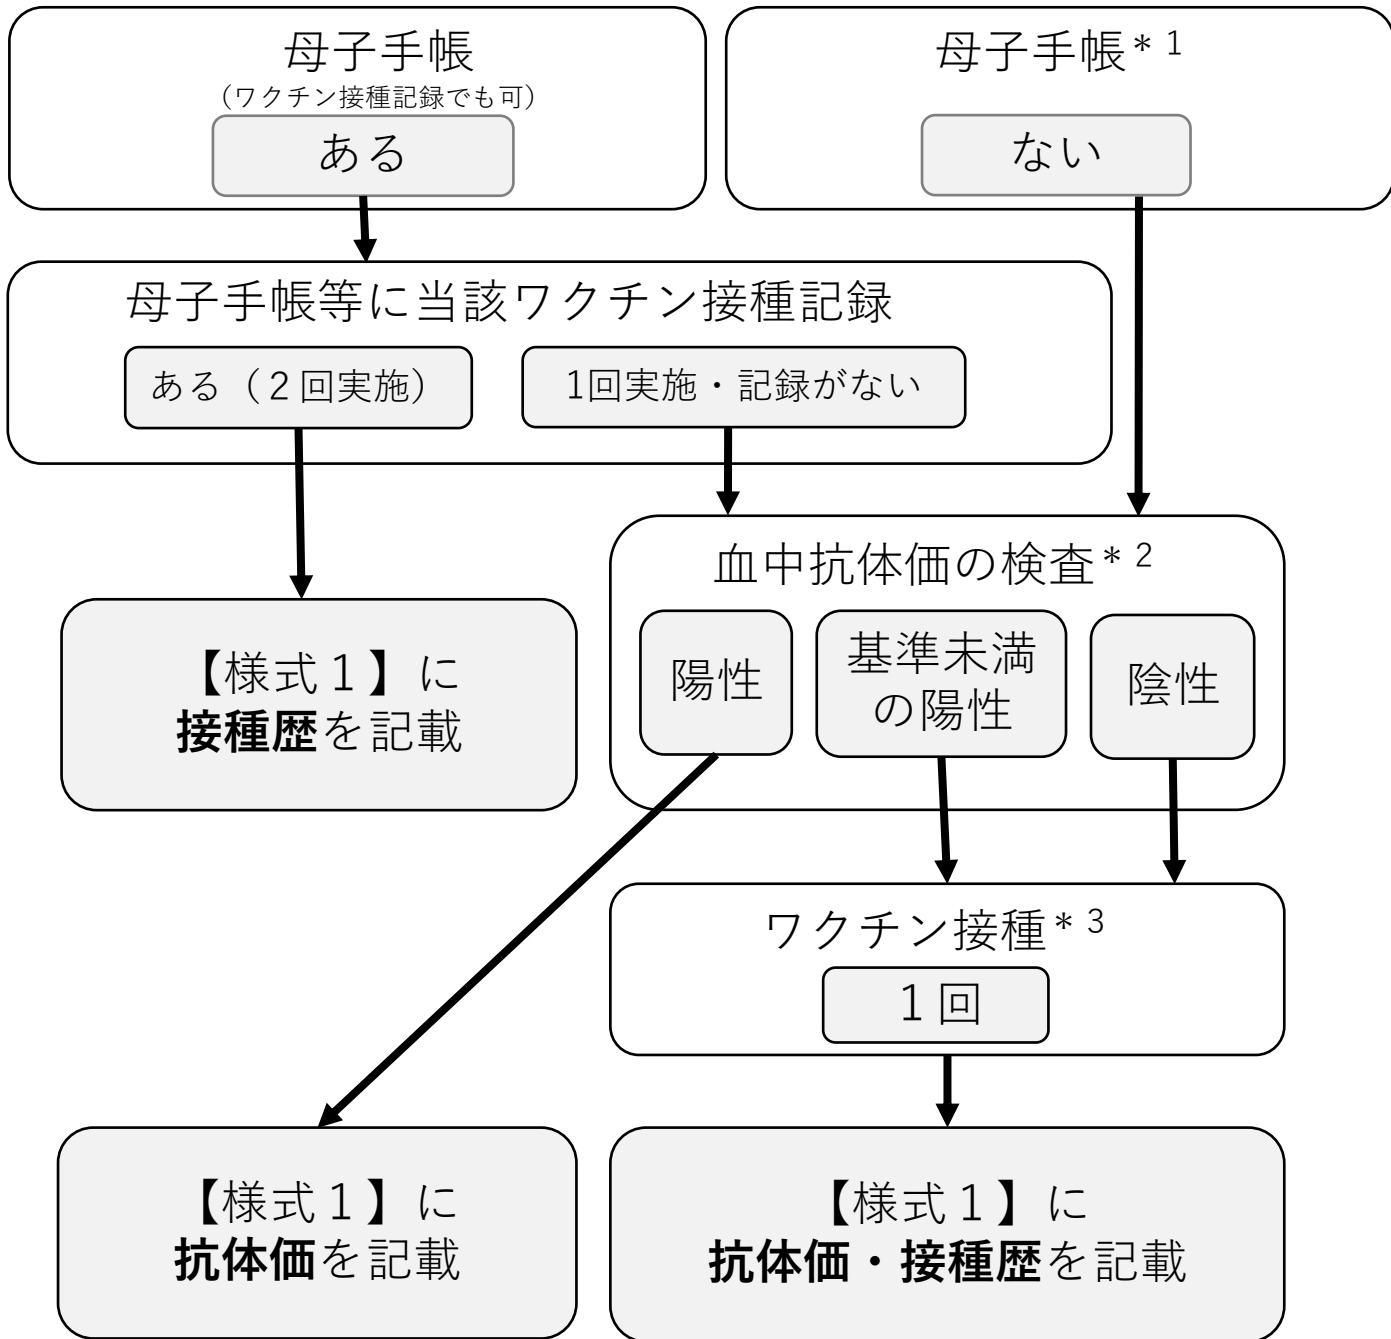 母子手帳
（ワクチン接種記録でも可）
ある
母子手帳*1
ない
母子手帳等に当該ワクチン接種記録
ある（２回実施）
1回実施・記録がない
血中抗体価の検査*2
陽性
基準未満
の陽性
陰性
【様式１】に
接種歴を記載
ワクチン接種*3
１回
【様式１】に
抗体価を記載
【様式１】に
抗体価・接種歴を記載